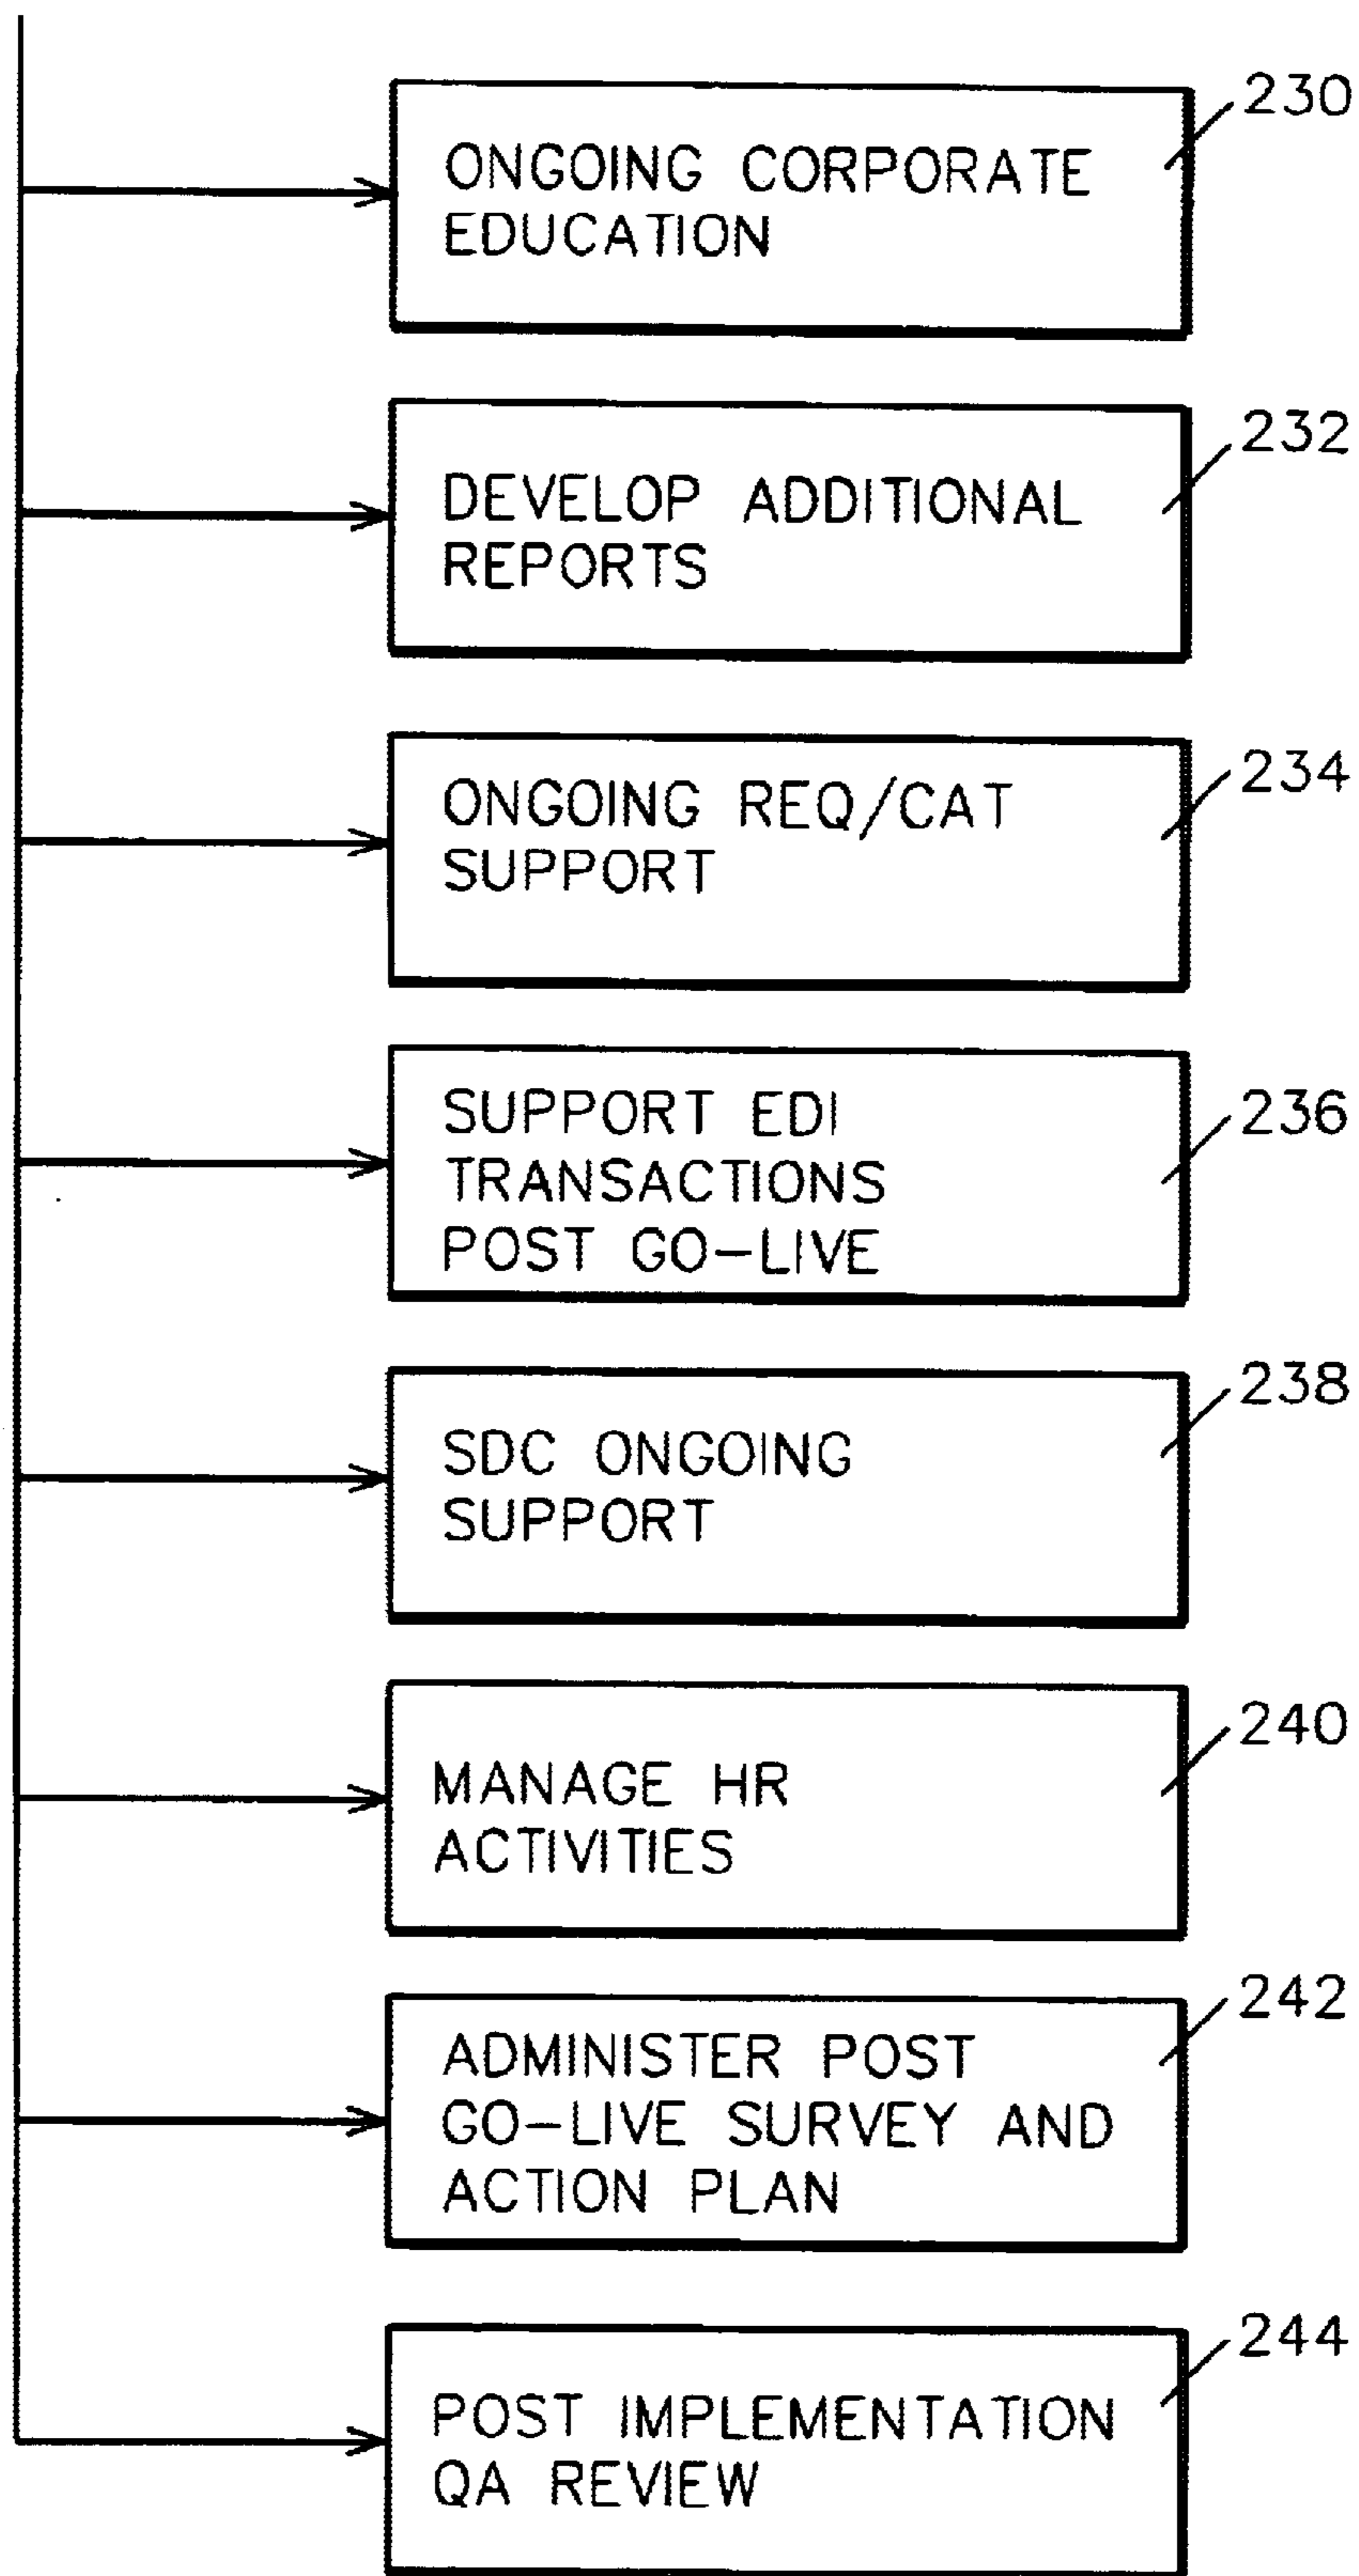 230
ONGOING CORPORATE
EDUCATION
232
DEVELOP ADDITIONAL
REPORTS
234
ONGOING REQ/CAT
SUPPORT
236
SUPPORT EDI
TRANSACTIONS
POST GO-LIVE
238
SDC ONGOING
SUPPORT
240
MANAGE HR
ACTIVITIES
242
ADMINISTER POST
GO-LIVE SURVEY AND
ACTION PLAN
244
POST IMPLEMENTATION
QA REVIEW